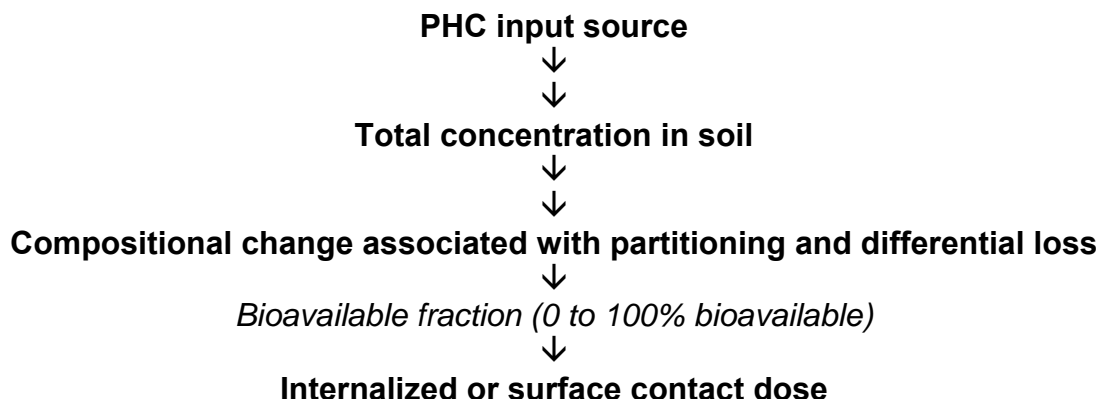 PHC input source
↓
↓
Total concentration in soil
↓
↓
Compositional change associated with partitioning and differential loss
↓
Bioavailable fraction (0 to 100% bioavailable)
↓
Internalized or surface contact dose